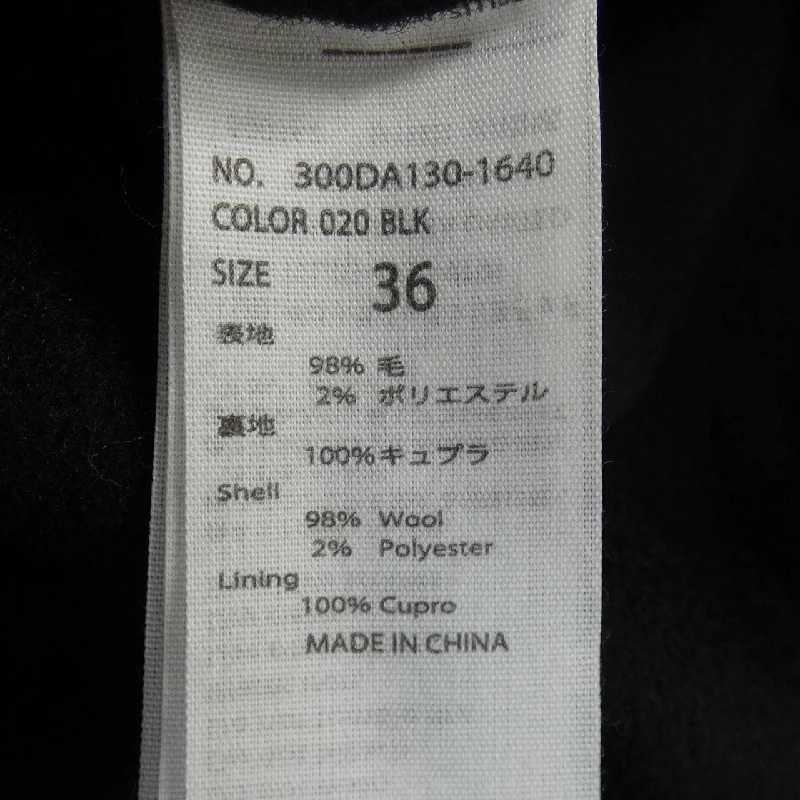 NO. 300DA130-1640
COLOR 020 BLK
SIZE 36
表地
98% 毛
2% ポリエステル
裏地
100% キュプラ
Shell
98% Wool
2% Polyester
Lining
100% Cupro
MADE IN CHINA